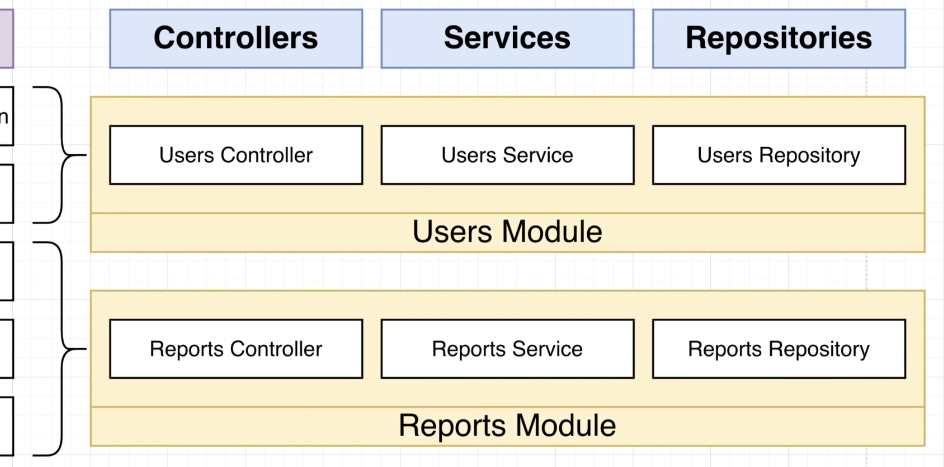 Controllers
Services
Repositories
n
Users Controller
Users Service
Users Repository
Users Module
Reports Controller
Reports Service
Reports Repository
Reports Module